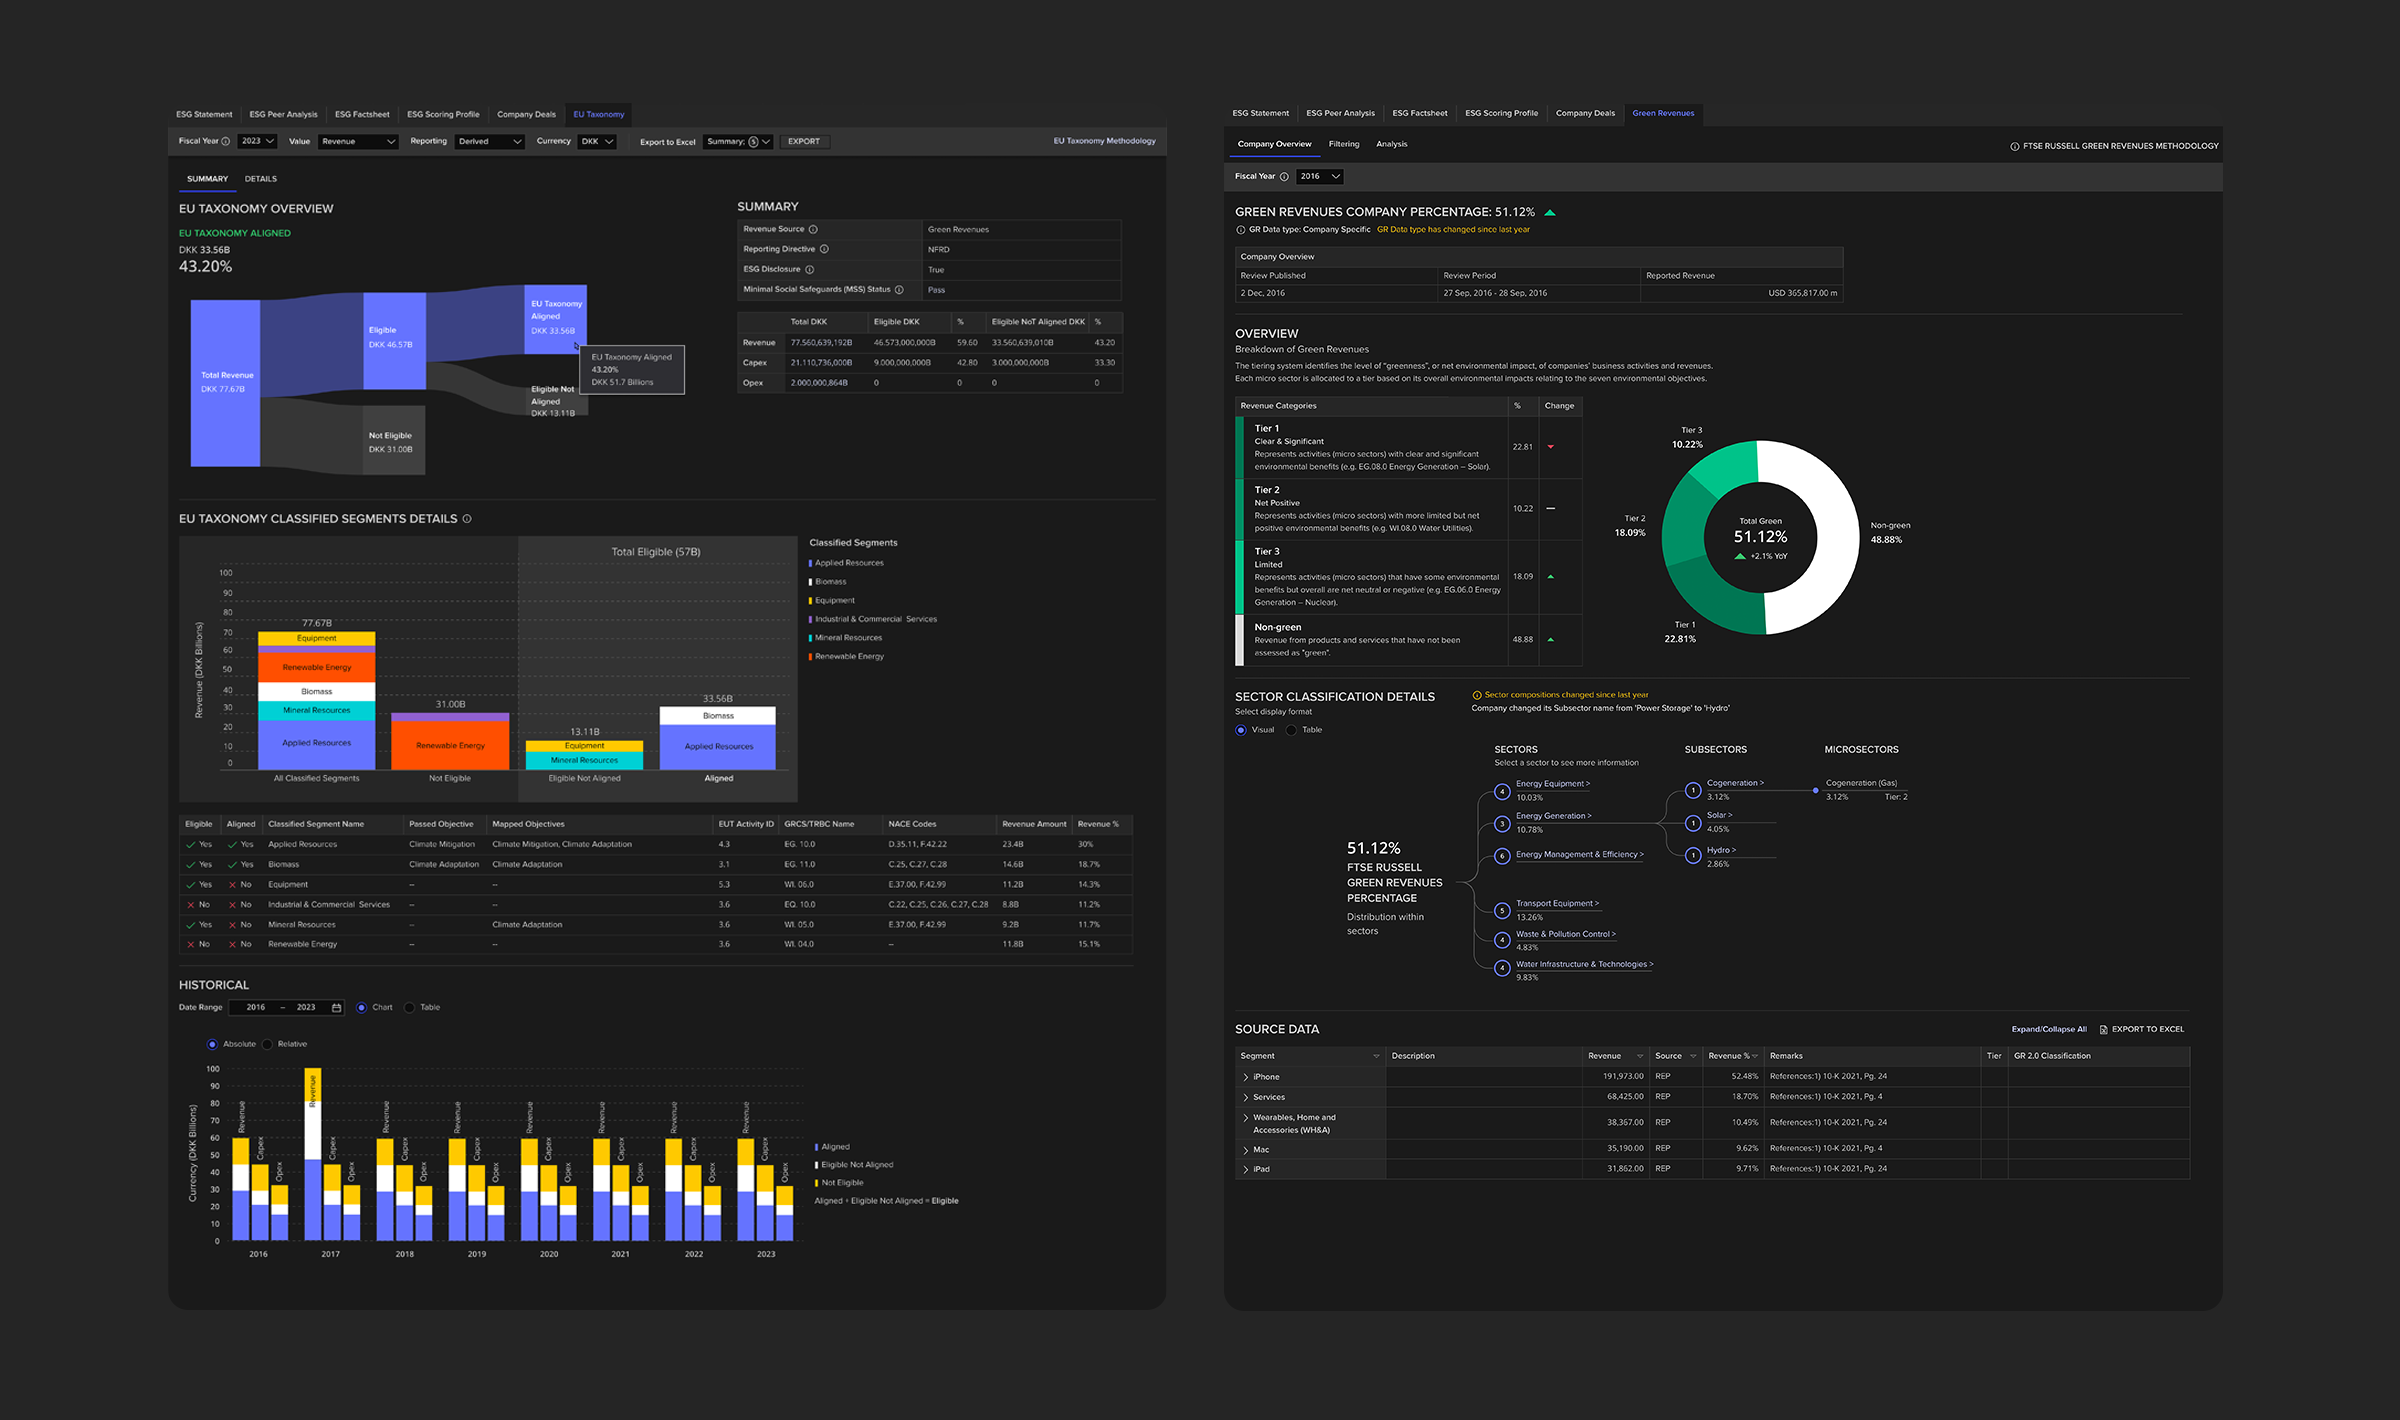 ESG Statement ESG Peer Analysis ESG Factsheet ESG Scoring Profile Company Deals EU Taxonomy
Fiscal Year 2023 Value Revenue Reporting Derived Currency DKK Export to Excel Summary; 5 EXPORT EU Taxonomy Methodology
SUMMARY DETAILS
EU TAXONOMY OVERVIEW
EU TAXONOMY ALIGNED
DKK 33.56B
43.20%
Total Revenue
DKK 77.67B
Eligible
DKK 46.57B
Not Eligible
DKK 31.00B
EU Taxonomy
Aligned
DKK 33.56B
Eligible Not
Aligned
DKK 13.11B
EU Taxonomy Aligned
43.20%
DKK 51.7 Billions
SUMMARY
Revenue Source Green Revenues
Reporting Directive NFRD
ESG Disclosure True
Minimal Social Safeguards (MSS) Status Pass
Total DKK Eligible DKK % Eligible NoT Aligned DKK %
Revenue 77.560,639,192B 46.573,000,000B 59.60 33.560,639,010B 43.20
Capex 21,110,736,000B 9.000,000,000B 42.80 3.000,000,000B 33.30
Opex 2.000,000,864B 0 0 0 0
EU TAXONOMY CLASSIFIED SEGMENTS DETAILS
Total Eligible (57B)
Revenue (DKK Billions)
100
90
80
70
60
50
40
30
20
10
0
77.67B
Equipment
Renewable Energy
Biomass
Mineral Resources
Applied Resources
31.00B
Renewable Energy
13.11B
Equipment
Mineral Resources
33.56B
Biomass
Applied Resources
All Classified Segments Not Eligible Eligible Not Aligned Aligned
Classified Segments
Applied Resources
Biomass
Equipment
Industrial & Commercial Services
Mineral Resources
Renewable Energy
Eligible Aligned Classified Segment Name Passed Objective Mapped Objectives EUT Activity ID GRCS/TRBC Name NACE Codes Revenue Amount Revenue %
Yes Yes Applied Resources Climate Mitigation Climate Mitigation, Climate Adaptation 4.3 EG. 10.0 D.35.11, F.42.22 23.4B 30%
Yes Yes Biomass Climate Adaptation Climate Adaptation 3.1 EG. 11.0 C.25, C.27, C.28 14.6B 18.7%
Yes No Equipment -- -- 5.3 WI. 06.0 E.37.00, F.42.99 11.2B 14.3%
No No Industrial & Commercial Services -- -- 3.6 EQ. 10.0 C.22, C.25, C.26, C.27, C.28 8.8B 11.2%
Yes No Mineral Resources -- Climate Adaptation 3.6 WI. 05.0 E.37.00, F.42.99 9.2B 11.7%
No No Renewable Energy -- -- 3.6 WI. 04.0 -- 11.8B 15.1%
HISTORICAL
Date Range 2016 – 2023 Chart Table
Absolute Relative
Currency (DKK Billions)
100
90
80
70
60
50
40
30
20
10
0
Revenue Capex Opex Revenue Capex Opex Revenue Capex Opex Revenue Capex Opex Revenue Capex Opex Revenue Capex Opex Revenue Capex Opex Revenue Capex Opex
2016 2017 2018 2019 2020 2021 2022 2023
Aligned
Eligible Not Aligned
Not Eligible
Aligned + Eligible Not Aligned = Eligible
ESG Statement ESG Peer Analysis ESG Factsheet ESG Scoring Profile Company Deals Green Revenues
Company Overview Filtering Analysis FTSE RUSSELL GREEN REVENUES METHODOLOGY
Fiscal Year 2016
GREEN REVENUES COMPANY PERCENTAGE: 51.12%
GR Data type: Company Specific GR Data type has changed since last year
Company Overview
Review Published Review Period Reported Revenue
2 Dec, 2016 27 Sep, 2016 - 28 Sep, 2016 USD 365,817.00 m
OVERVIEW
Breakdown of Green Revenues
The tiering system identifies the level of "greenness", or net environmental impact, of companies' business activities and revenues.
Each micro sector is allocated to a tier based on its overall environmental impacts relating to the seven environmental objectives.
Revenue Categories % Change
Tier 1
Clear & Significant
Represents activities (micro sectors) with clear and significant
environmental benefits (e.g. EG.08.0 Energy Generation – Solar).
22.81
Tier 2
Net Positive
Represents activities (micro sectors) with more limited but net
positive environmental benefits (e.g. WI.08.0 Water Utilities).
10.22
Tier 3
Limited
Represents activities (micro sectors) that have some environmental
benefits but overall are net neutral or negative (e.g. EG.06.0 Energy
Generation – Nuclear).
18.09
Non-green
Revenue from products and services that have not been
assessed as "green".
48.88
Tier 3
10.22%
Tier 2
18.09%
Tier 1
22.81%
Total Green
51.12%
+2.1% YoY
Non-green
48.88%
SECTOR CLASSIFICATION DETAILS
Select display format
Visual Table
Sector compositions changed since last year
Company changed its Subsector name from 'Power Storage' to 'Hydro'
SECTORS SUBSECTORS MICROSECTORS
Select a sector to see more information
51.12%
FTSE RUSSELL
GREEN REVENUES
PERCENTAGE
Distribution within
sectors
4 Energy Equipment >
10.03%
3 Energy Generation >
10.78%
6 Energy Management & Efficiency >
5 Transport Equipment >
13.26%
4 Waste & Pollution Control >
4.83%
4 Water Infrastructure & Technologies >
9.83%
1 Cogeneration >
3.12%
1 Solar >
4.05%
1 Hydro >
2.86%
Cogeneration (Gas)
3.12% Tier: 2
SOURCE DATA Expand/Collapse All EXPORT TO EXCEL
Segment Description Revenue Source Revenue % Remarks Tier GR 2.0 Classification
iPhone 191,973.00 REP 52.48% References:1) 10-K 2021, Pg. 24
Services 68,425.00 REP 18.70% References:1) 10-K 2021, Pg. 4
Wearables, Home and
Accessories (WH&A) 38,367.00 REP 10.49% References:1) 10-K 2021, Pg. 24
Mac 35,190.00 REP 9.62% References:1) 10-K 2021, Pg. 4
iPad 31,862.00 REP 9.71% References:1) 10-K 2021, Pg. 24